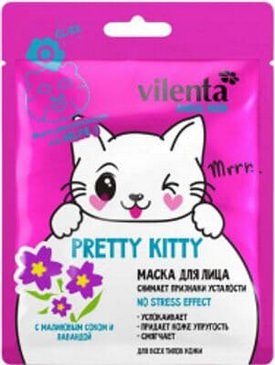 vilenta
Mrrr...
PRETTY KITTY
МАСКА ДЛЯ ЛИЦА
СНИМАЕТ ПРИЗНАКИ УСТАЛОСТИ
NO STRESS EFFECT
• УСПОКАИВАЕТ
• ПРИДАЕТ КОЖЕ УПРУГОСТЬ
• СМЯГЧАЕТ
С МАЛИНОВЫМ СОКОМ И
ЛАВАНДОЙ
ДЛЯ ВСЕХ ТИПОВ КОЖИ